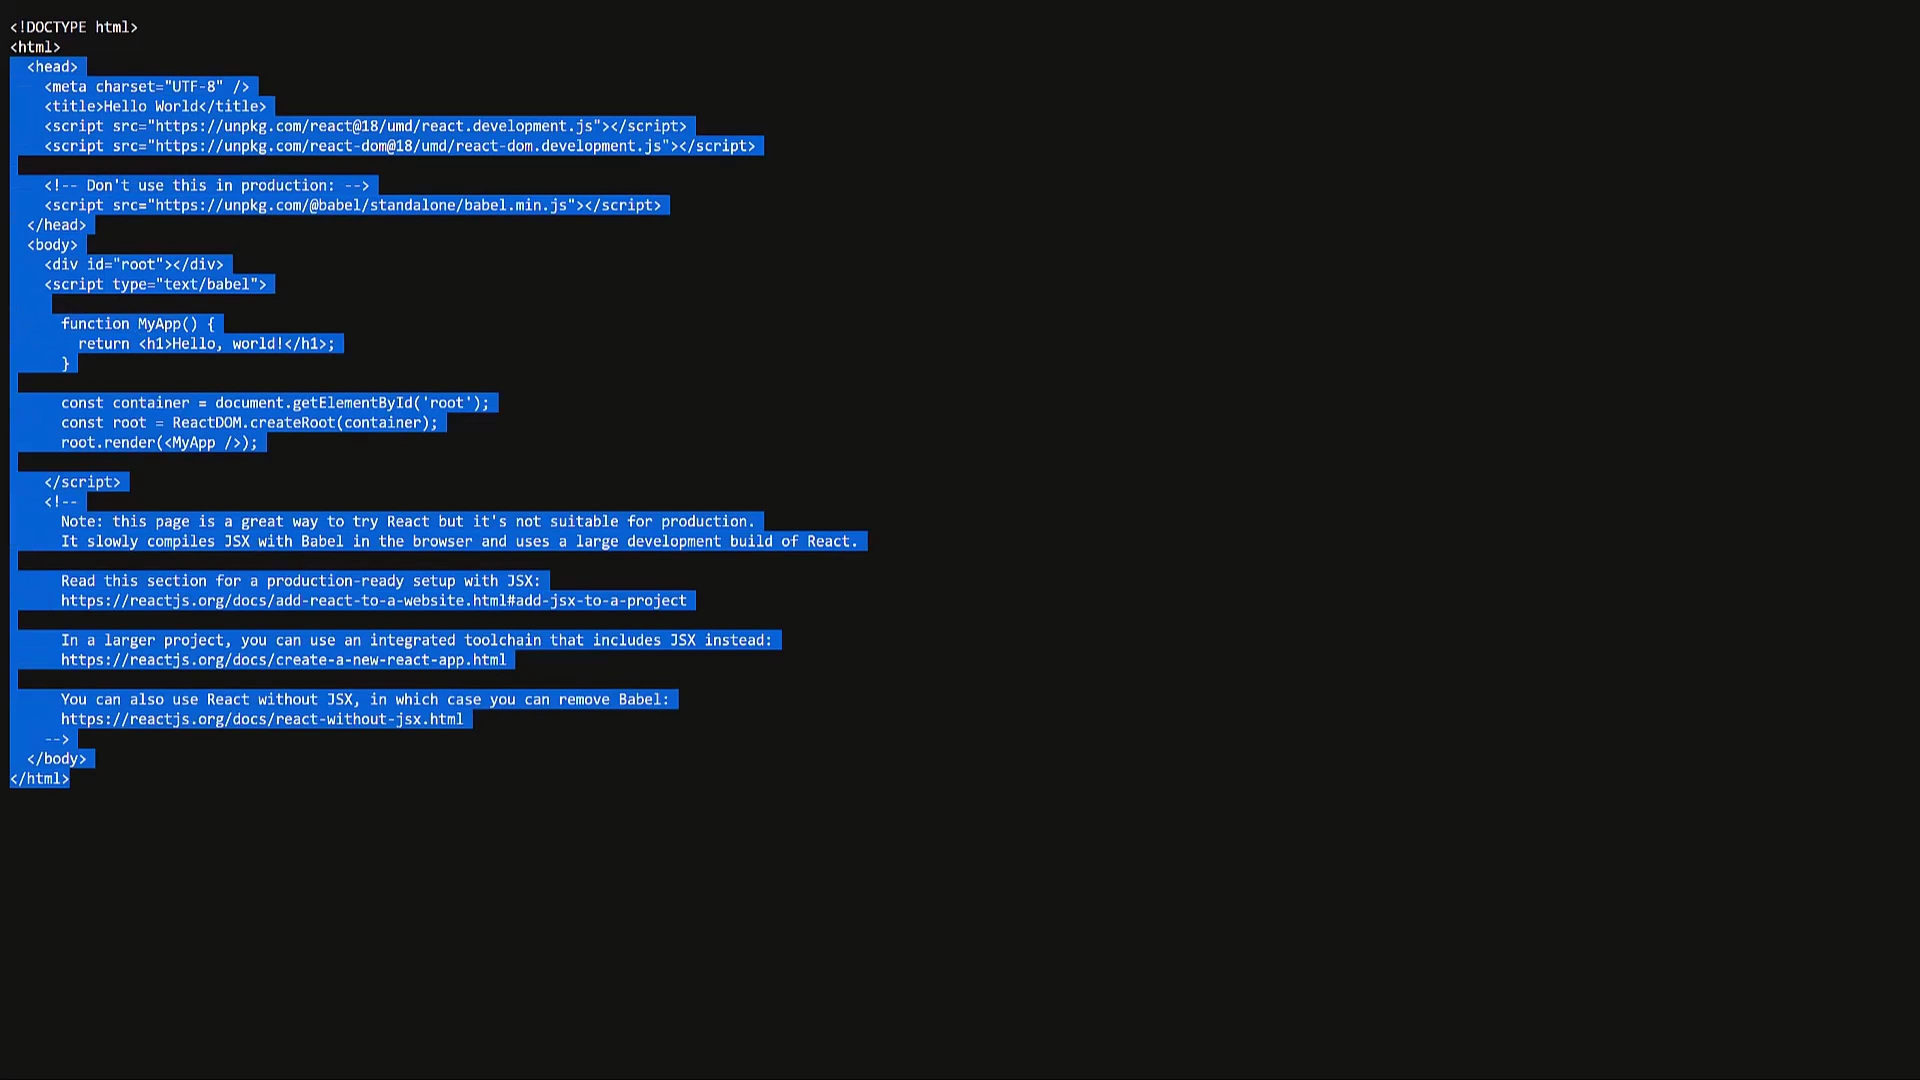 <!DOCTYPE html>
<html>
  <head>
    <meta charset="UTF-8" />
    <title>Hello World</title>
    <script src="https://unpkg.com/react@18/umd/react.development.js"></script>
    <script src="https://unpkg.com/react-dom@18/umd/react-dom.development.js"></script>

    <!-- Don't use this in production: -->
    <script src="https://unpkg.com/@babel/standalone/babel.min.js"></script>
  </head>
  <body>
    <div id="root"></div>
    <script type="text/babel">

      function MyApp() {
        return <h1>Hello, world!</h1>;
      }

      const container = document.getElementById('root');
      const root = ReactDOM.createRoot(container);
      root.render(<MyApp />);

    </script>
    <!--
      Note: this page is a great way to try React but it's not suitable for production.
      It slowly compiles JSX with Babel in the browser and uses a large development build of React.

      Read this section for a production-ready setup with JSX:
      https://reactjs.org/docs/add-react-to-a-website.html#add-jsx-to-a-project

      In a larger project, you can use an integrated toolchain that includes JSX instead:
      https://reactjs.org/docs/create-a-new-react-app.html

      You can also use React without JSX, in which case you can remove Babel:
      https://reactjs.org/docs/react-without-jsx.html
    -->
  </body>
</html>